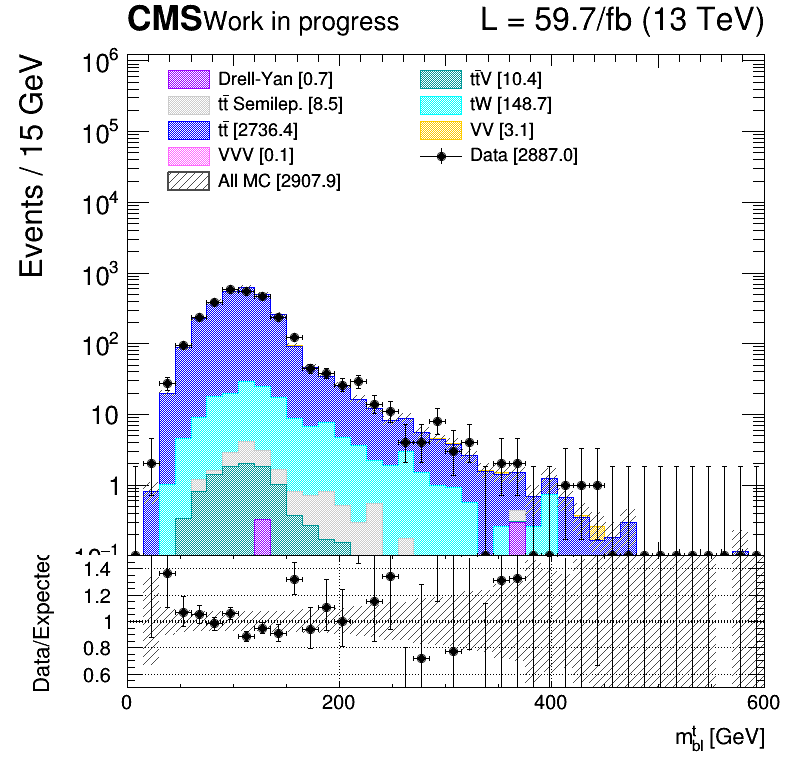 CMS Work in progress L = 59.7/fb (13 TeV)
Events / 15 GeV
10⁶
10⁵
10⁴
10³
10²
10
1
10⁻¹
Drell-Yan [0.7]
tt̄ Semilep. [8.5]
tt̄ [2736.4]
VVV [0.1]
All MC [2907.9]
tt̄V [10.4]
tW [148.7]
VV [3.1]
Data [2887.0]
Data/Expected
1.4
1.2
1
0.8
0.6
0 200 400 600
m^t_bl [GeV]